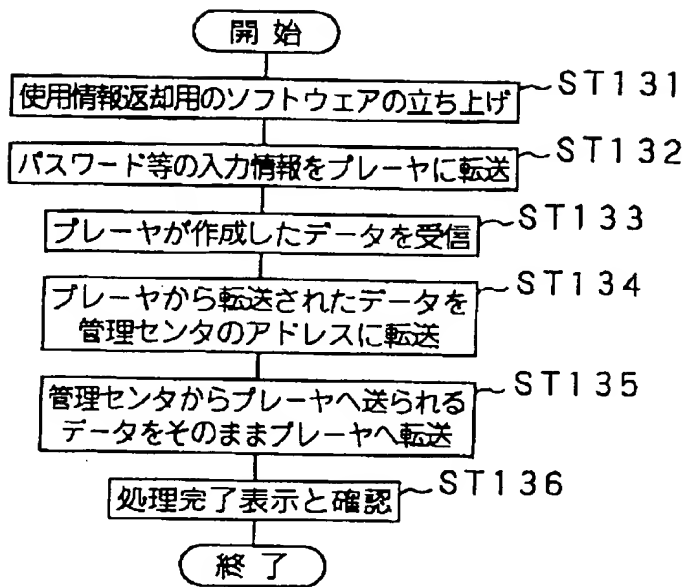 開始
使用情報返却用のソフトウェアの立ち上げ ST131
パスワード等の入力情報をプレーヤに転送 ST132
プレーヤが作成したデータを受信 ST133
プレーヤから転送されたデータを ST134
管理センタのアドレスに転送
管理センタからプレーヤへ送られる ST135
データをそのままプレーヤへ転送
処理完了表示と確認 ST136
終了